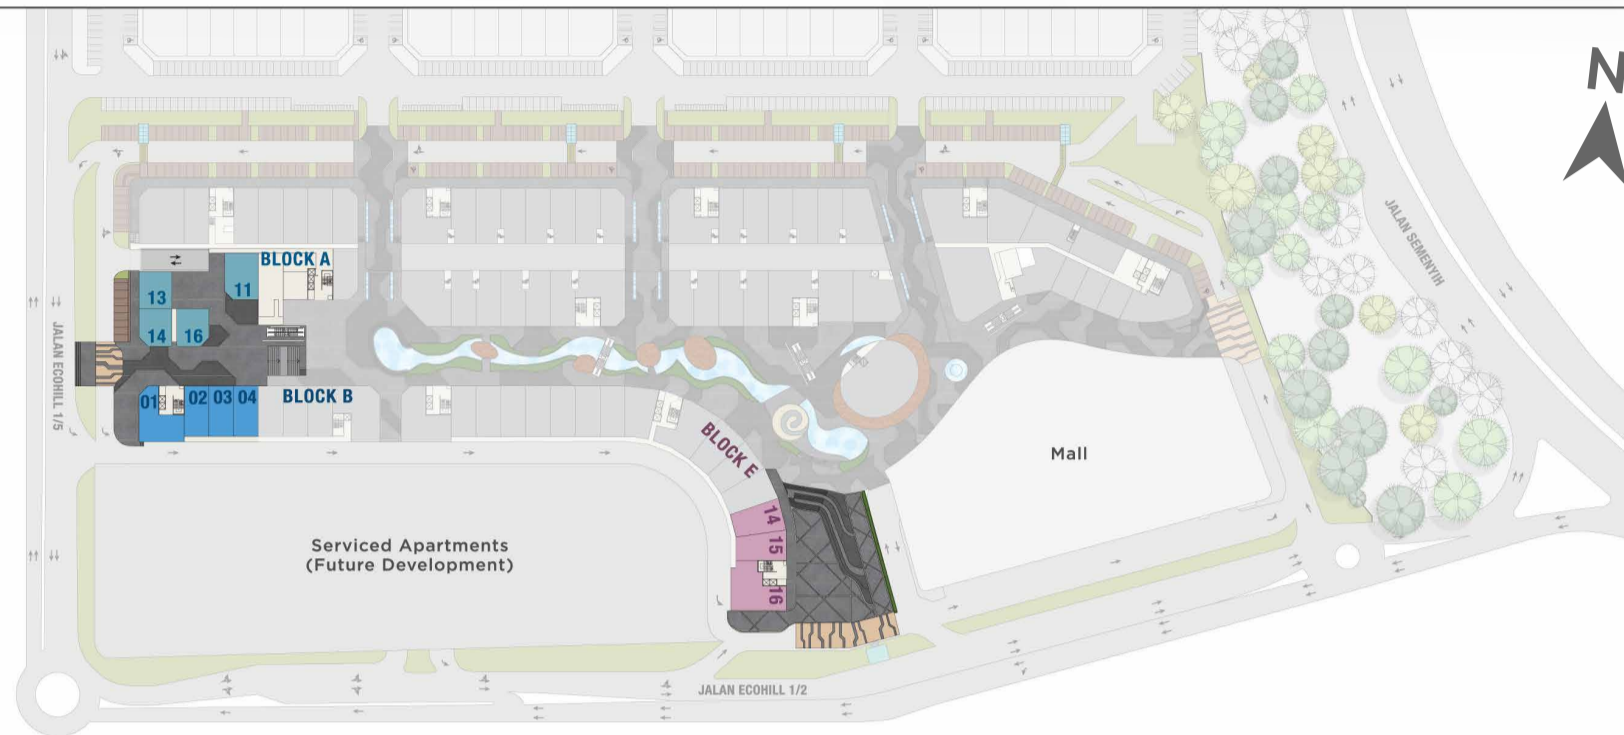 N
JALAN SEMENYIH
BLOCK A
11
13
14
16
JALAN ECOHILL 1/5
01
02
03
04
BLOCK B
BLOCK E
Mall
14
15
16
Serviced Apartments
(Future Development)
JALAN ECOHILL 1/2